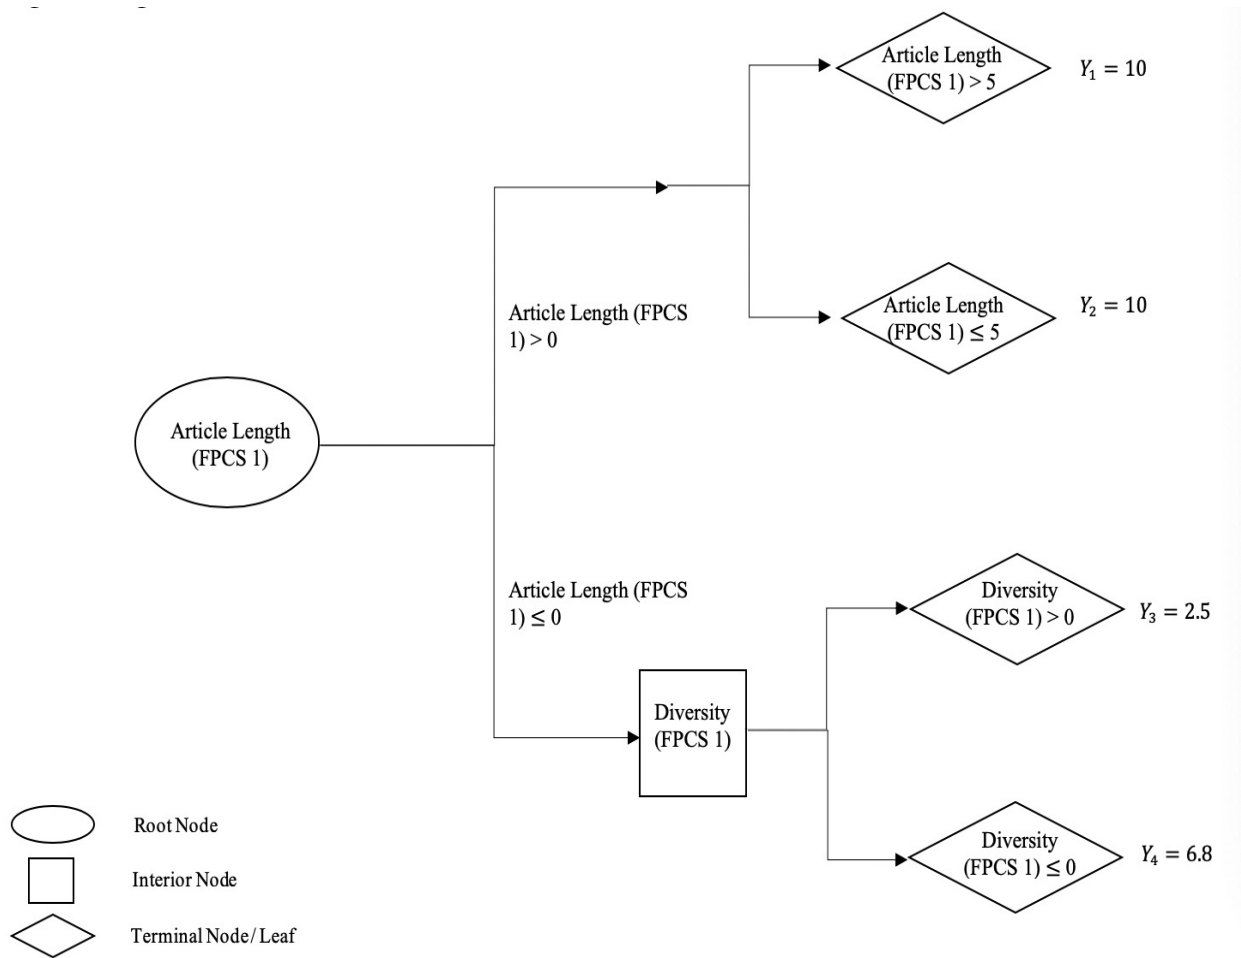 Article Length
(FPCS 1) > 5
Y₁ = 10
Article Length (FPCS
1) > 0
Article Length
(FPCS 1) ≤ 5
Y₂ = 10
Article Length
(FPCS 1)
Article Length (FPCS
1) ≤ 0
Diversity
(FPCS 1) > 0
Y₃ = 2.5
Diversity
(FPCS 1)
Diversity
(FPCS 1) ≤ 0
Y₄ = 6.8
Root Node
Interior Node
Terminal Node/Leaf